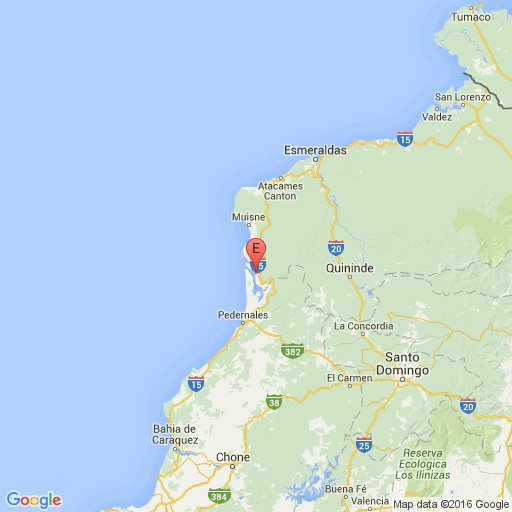 Tumaco
San Lorenzo
Valdez
15
Esmeraldas
Atacames
Canton
Muisne
20
E
15
Quininde
Pedernales
La Concordia
382
Santo
Domingo
15
El Carmen
38
20
Bahia de
Caraquez
25
Chone
Reserva
Ecologica
Los Ilinizas
384
Buena Fé
Valencia
Google
Map data ©2016 Google